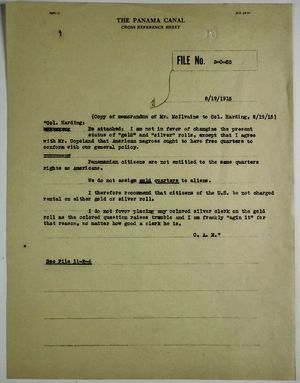 THE PANAMA CANAL
CROSS REFERENCE SHEET
FILE No. 2-C-55
8/19/1915
(Copy of memorandum of Mr. McIlvaine to Col. Harding, 8/19/15)
"Col. Harding:
Re attached: I am not in favor of changing the present
status of "gold" and "silver" rolls, except that I agree
with Mr. Copeland that American negroes ought to have free quarters to
conform with our general policy.
Panamanian citizens are not entitled to the same quarters
rights as Americans.
We do not assign gold quarters to aliens.
I therefore recommend that citizens of the U.S. be not charged
rental on either gold or silver roll.
I do not favor placing any colored silver clerk on the gold
roll as the colored question raises trouble and I am frankly "agin it" for
that reason, no matter how good a clerk he is.
C. A. M."
See File 11-E-4